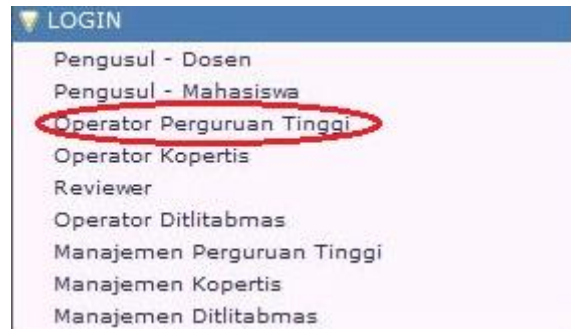 LOGIN
Pengusul - Dosen
Pengusul - Mahasiswa
Operator Perguruan Tinggi
Operator Kopertis
Reviewer
Operator Ditlitabmas
Manajemen Perguruan Tinggi
Manajemen Kopertis
Manajemen Ditlitabmas